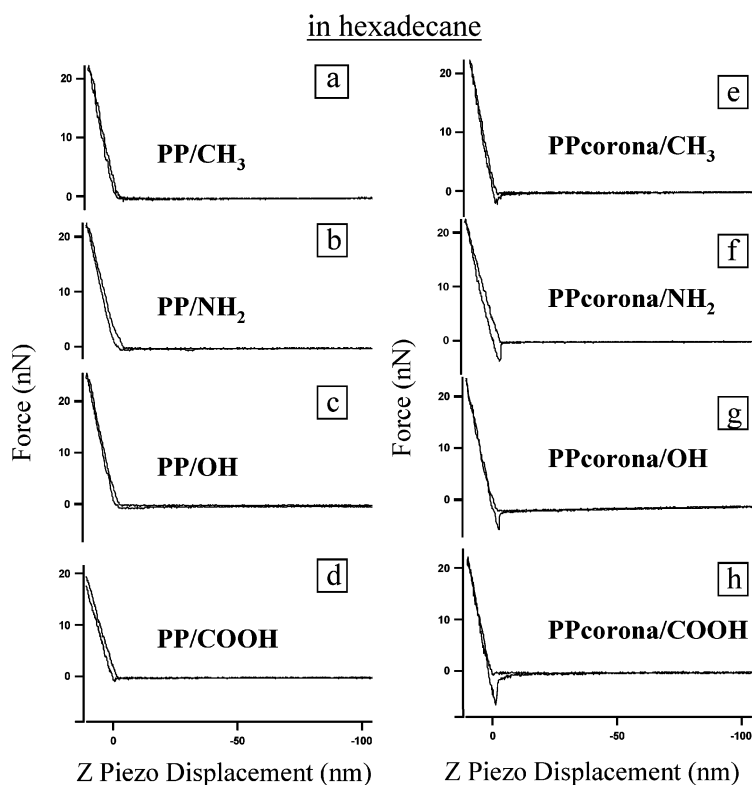 in hexadecane
Force (nN)
20
10
0
a
PP/CH3
20
10
0
b
PP/NH2
20
10
0
c
PP/OH
20
10
0
d
PP/COOH
0
-50
-100
Z Piezo Displacement (nm)
Force (nN)
20
10
0
e
PPcorona/CH3
20
10
0
f
PPcorona/NH2
20
10
0
g
PPcorona/OH
20
10
0
h
PPcorona/COOH
0
-50
-100
Z Piezo Displacement (nm)